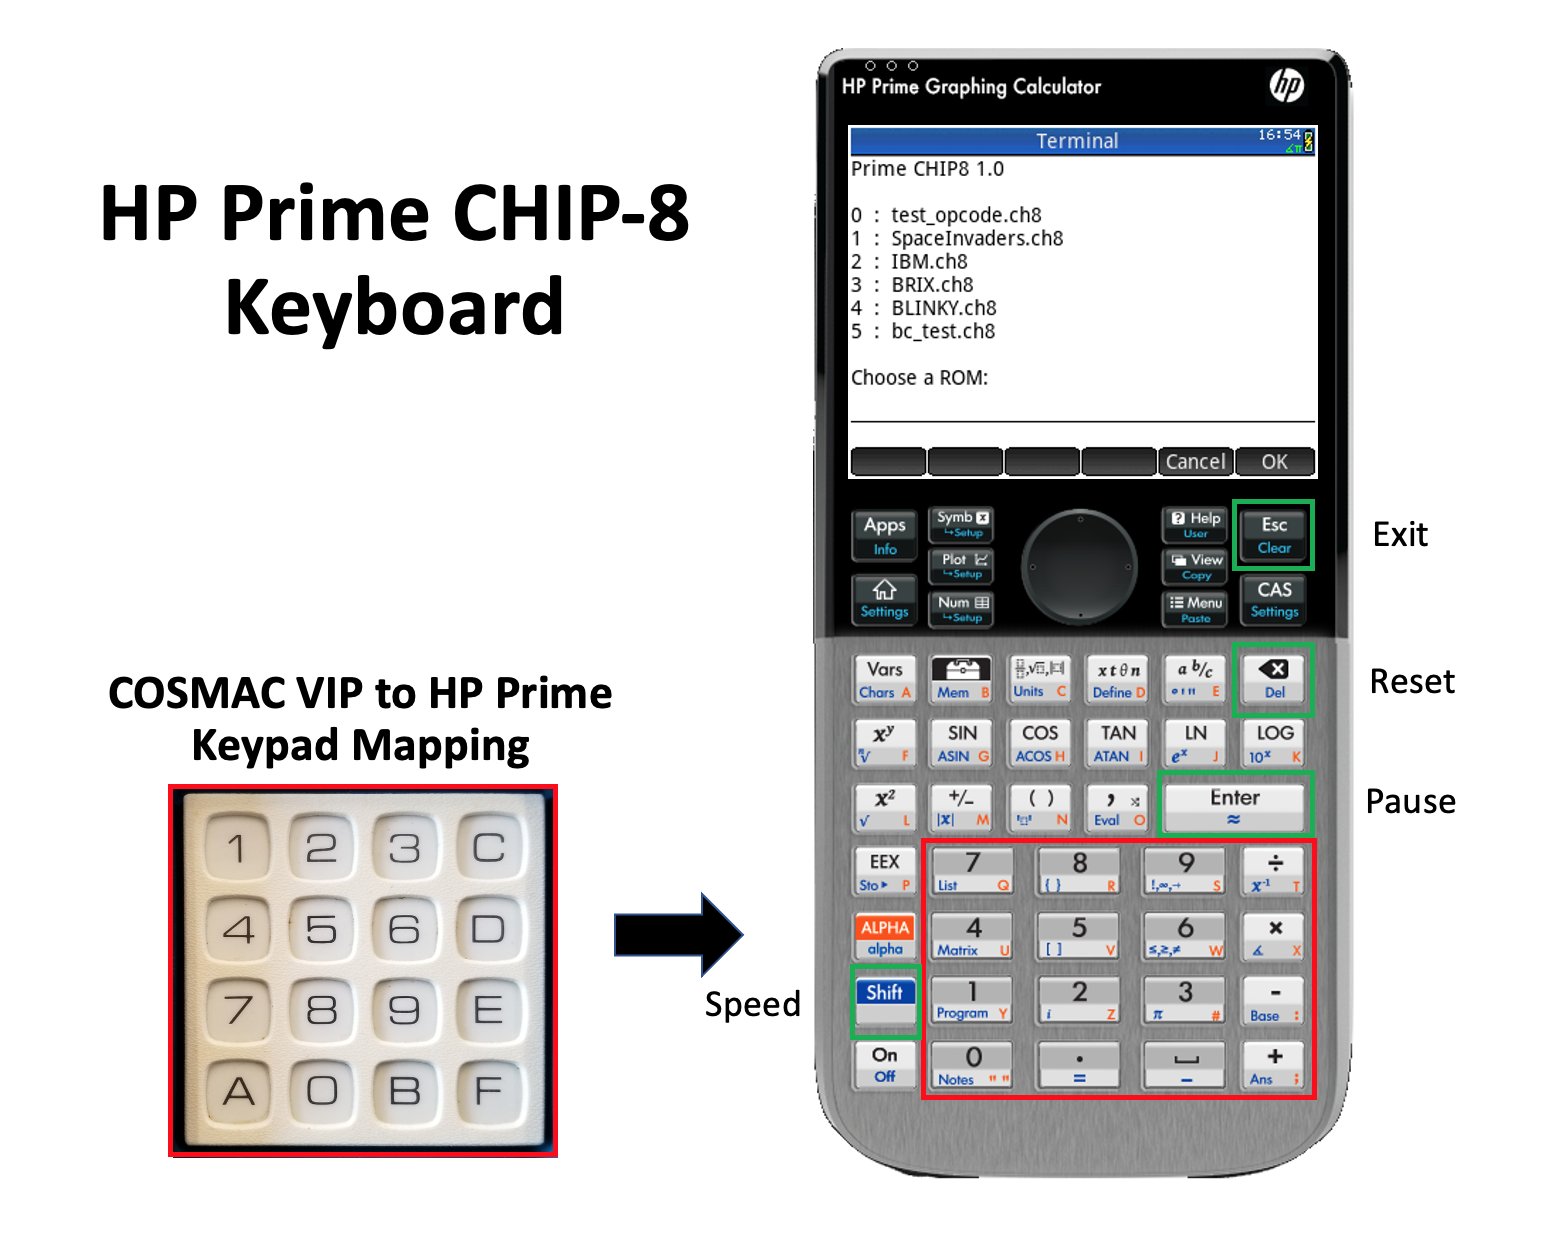 HP Prime CHIP-8
Keyboard
COSMAC VIP to HP Prime
Keypad Mapping
1 2 3 C
4 5 6 D
7 8 9 E
A 0 B F
hp
HP Prime Graphing Calculator
Terminal 16:54
∡π
Prime CHIP8 1.0
0 : test_opcode.ch8
1 : SpaceInvaders.ch8
2 : IBM.ch8
3 : BRIX.ch8
4 : BLINKY.ch8
5 : bc_test.ch8
Choose a ROM:
Cancel OK
Apps Symb ? Help Esc
Info ↪Setup User Clear
Exit
Plot View
↪Setup Copy
Num Menu CAS
Settings ↪Setup Paste Settings
Vars x t θ n a b/c
Chars A Mem B Units C Define D ° ' " E Del
Reset
xʸ SIN COS TAN LN LOG
ⁿ√ F ASIN G ACOS H ATAN I eˣ J 10ˣ K
x² +/− ( ) , Enter
√ L |x| M N Eval O ≈
Pause
EEX 7 8 9 ÷
Sto ▸ P List Q { } R !,∞,→ S x⁻¹ T
ALPHA 4 5 6 ×
alpha Matrix U [ ] V ≤,≥,≠ W ∡ X
Speed
Shift 1 2 3 -
Program Y i Z π # Base :
On 0 . ␣ +
Off Notes " " = _ Ans ;